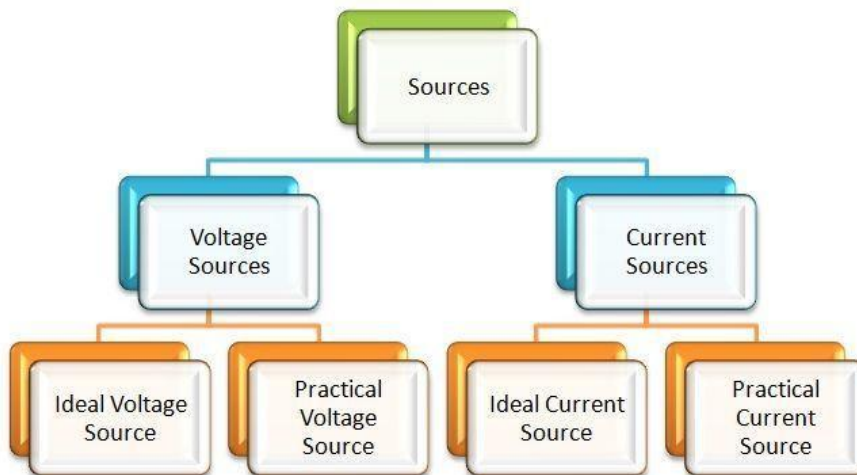 Sources
Voltage
Sources
Current
Sources
Ideal Voltage
Source
Practical
Voltage
Source
Ideal Current
Source
Practical
Current
Source